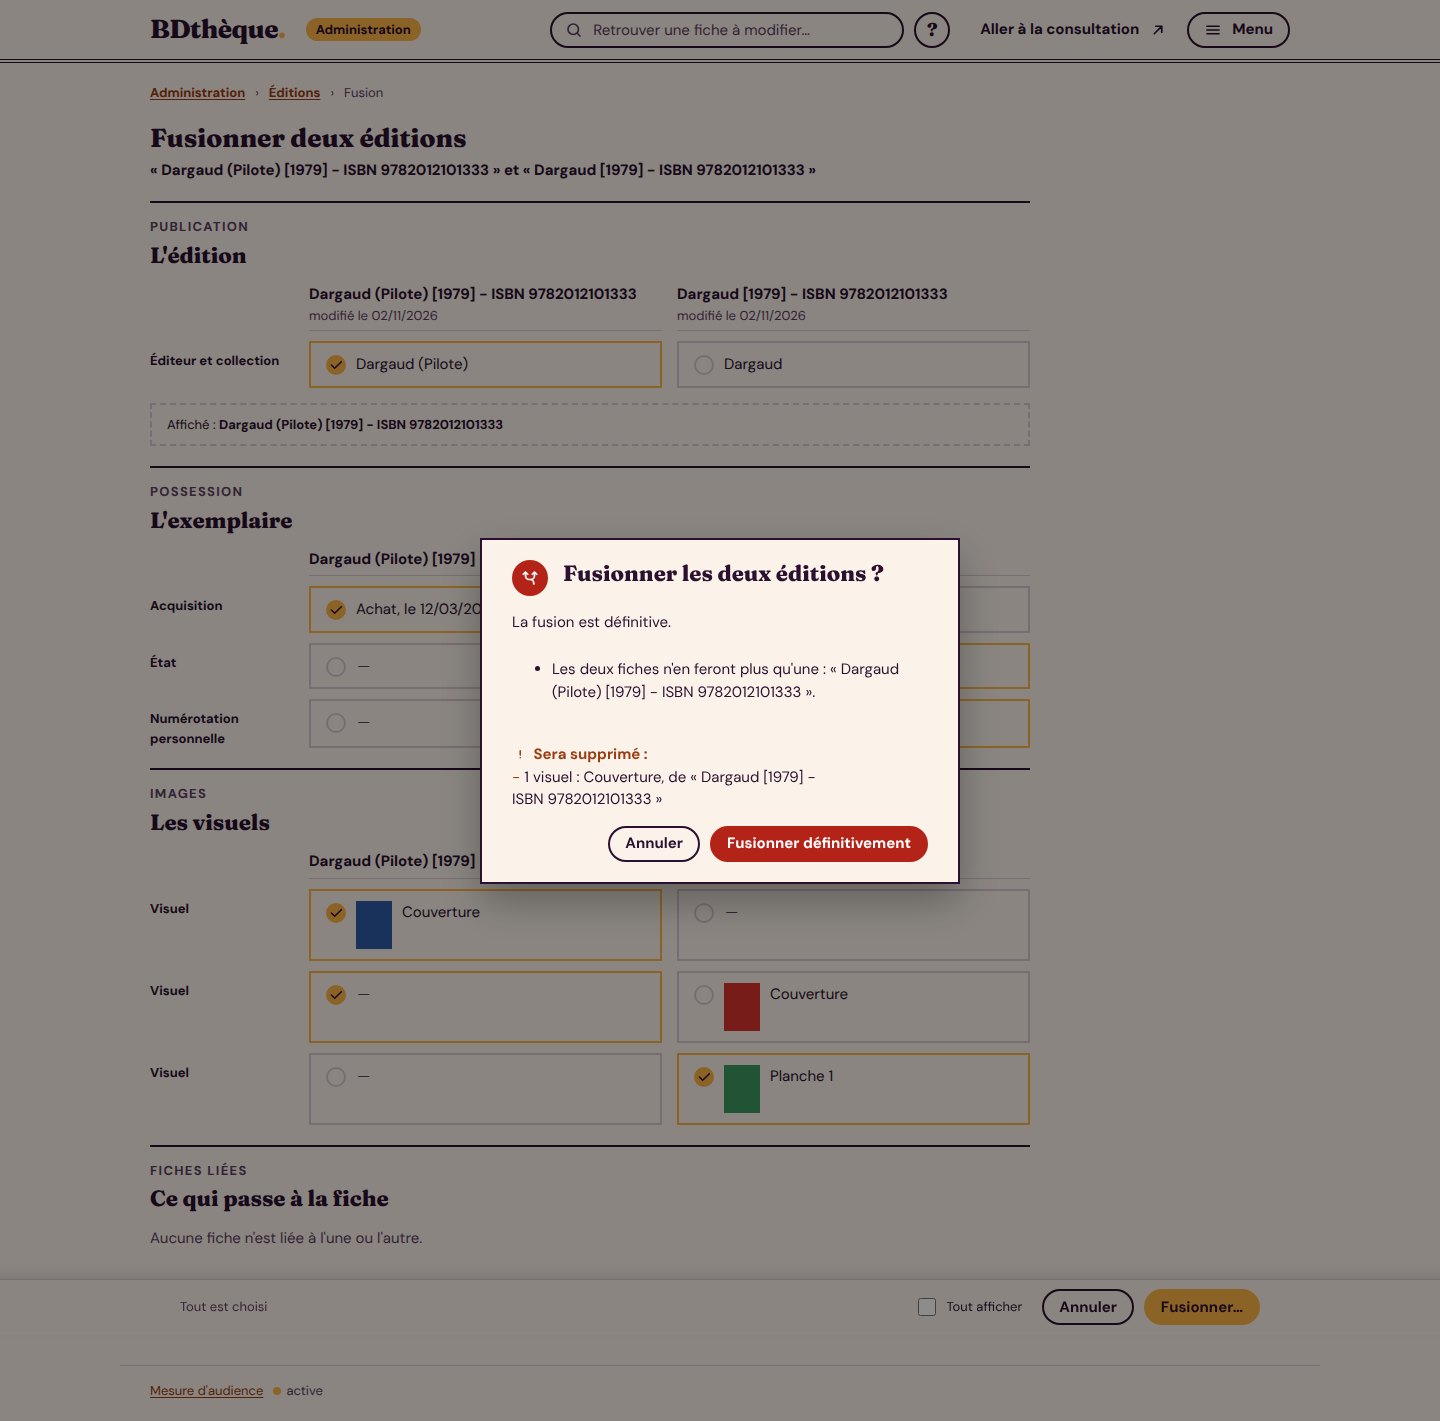 BDthèque.
Administration
Retrouver une fiche à modifier...
?
Aller à la consultation
Menu
Administration › Éditions › Fusion
Fusionner deux éditions
« Dargaud (Pilote) [1979] - ISBN 9782012101333 » et « Dargaud [1979] - ISBN 9782012101333 »
PUBLICATION
L'édition
Dargaud (Pilote) [1979] - ISBN 9782012101333
modifié le 02/11/2026
Dargaud [1979] - ISBN 9782012101333
modifié le 02/11/2026
Éditeur et collection
Dargaud (Pilote)
Dargaud
Affiché : Dargaud (Pilote) [1979] - ISBN 9782012101333
POSSESSION
L'exemplaire
Dargaud (Pilote) [1979]
Acquisition
Achat, le 12/03/20
État
—
Numérotation
personnelle
—
Fusionner les deux éditions ?
La fusion est définitive.
• Les deux fiches n'en feront plus qu'une : « Dargaud
(Pilote) [1979] - ISBN 9782012101333 ».
! Sera supprimé :
- 1 visuel : Couverture, de « Dargaud [1979] -
ISBN 9782012101333 »
Annuler
Fusionner définitivement
IMAGES
Les visuels
Dargaud (Pilote) [1979]
Visuel
Couverture
—
Visuel
—
Couverture
Visuel
—
Planche 1
FICHES LIÉES
Ce qui passe à la fiche
Aucune fiche n'est liée à l'une ou l'autre.
Tout est choisi
Tout afficher
Annuler
Fusionner...
Mesure d'audience
active